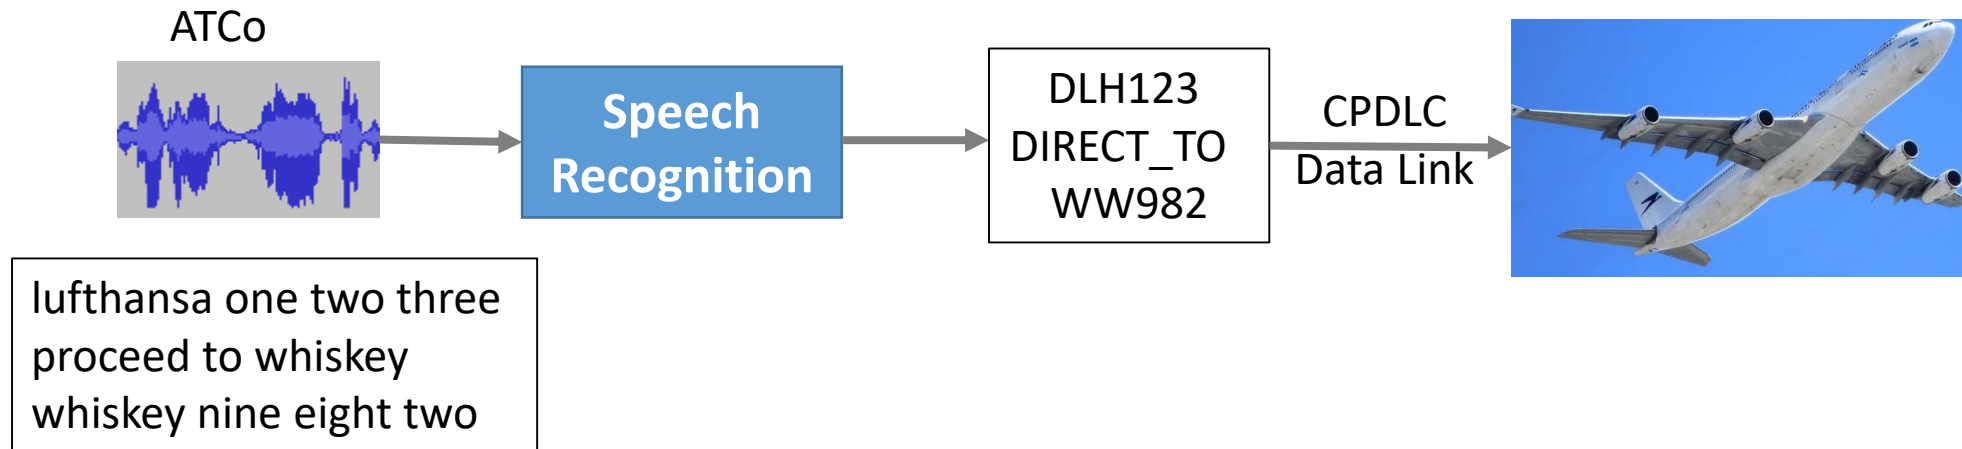 ATCo
Speech
Recognition
DLH123
DIRECT_TO
WW982
CPDLC
Data Link
lufthansa one two three
proceed to whiskey
whiskey nine eight two